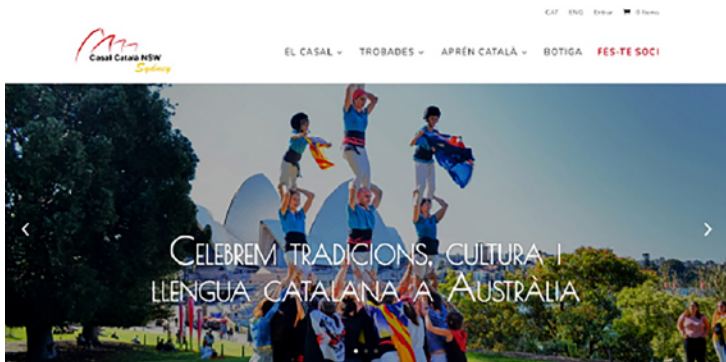 CAT ENG Entrar 0 Items
Casal Català NSW
Sydney
EL CASAL TROBADES APRÈN CATALÀ BOTIGA FES-TE SOCI
CELEBREM TRADICIONS, CULTURA I
LLENGUA CATALANA A AUSTRÀLIA